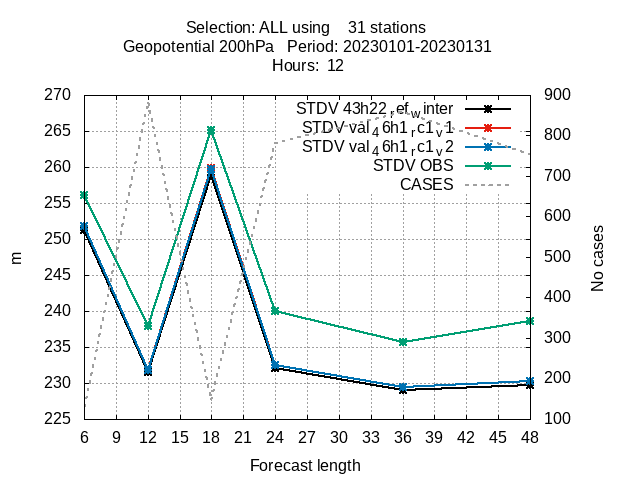 Selection: ALL using 31 stations
Geopotential 200hPa Period: 20230101-20230131
Hours: 12
270 900
265 800
260 700
255 600
250 500
245 400
240 300
235 200
230 100
225
STDV 43h22_ref_winter
STDV val_46h1_rc1_v1
STDV val_46h1_rc1_v2
STDV OBS
CASES
m
No cases
6 9 12 15 18 21 24 27 30 33 36 39 42 45 48
Forecast length